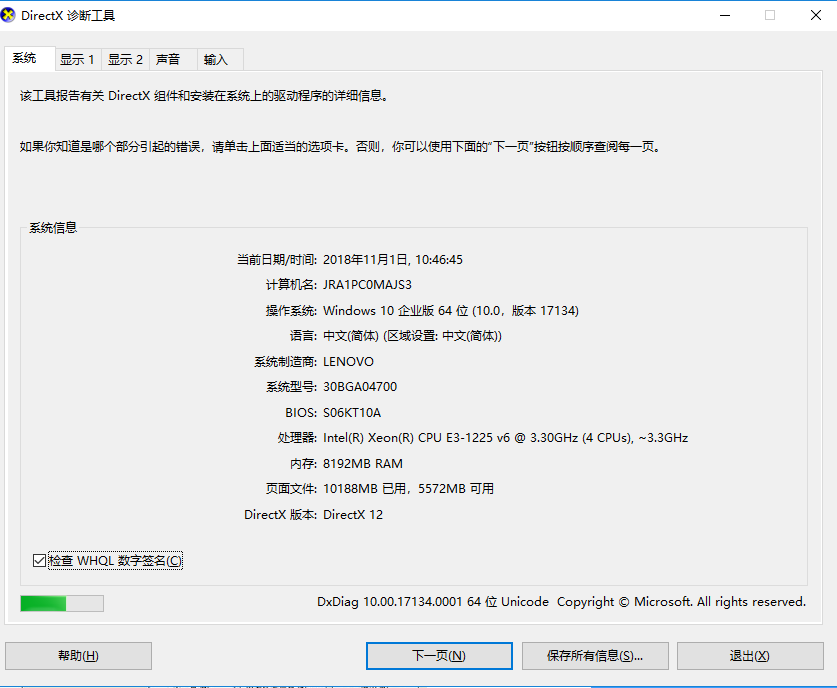 DirectX 诊断工具
系统 显示 1 显示 2 声音 输入
该工具报告有关 DirectX 组件和安装在系统上的驱动程序的详细信息。
如果你知道是哪个部分引起的错误，请单击上面适当的选项卡。否则，你可以使用下面的“下一页”按钮按顺序查阅每一页。
系统信息
当前日期/时间: 2018年11月1日, 10:46:45
计算机名: JRA1PC0MAJS3
操作系统: Windows 10 企业版 64 位 (10.0，版本 17134)
语言: 中文(简体) (区域设置: 中文(简体))
系统制造商: LENOVO
系统型号: 30BGA04700
BIOS: S06KT10A
处理器: Intel(R) Xeon(R) CPU E3-1225 v6 @ 3.30GHz (4 CPUs), ~3.3GHz
内存: 8192MB RAM
页面文件: 10188MB 已用，5572MB 可用
DirectX 版本: DirectX 12
检查 WHQL 数字签名(C)
DxDiag 10.00.17134.0001 64 位 Unicode Copyright © Microsoft. All rights reserved.
帮助(H) 下一页(N) 保存所有信息(S)... 退出(X)